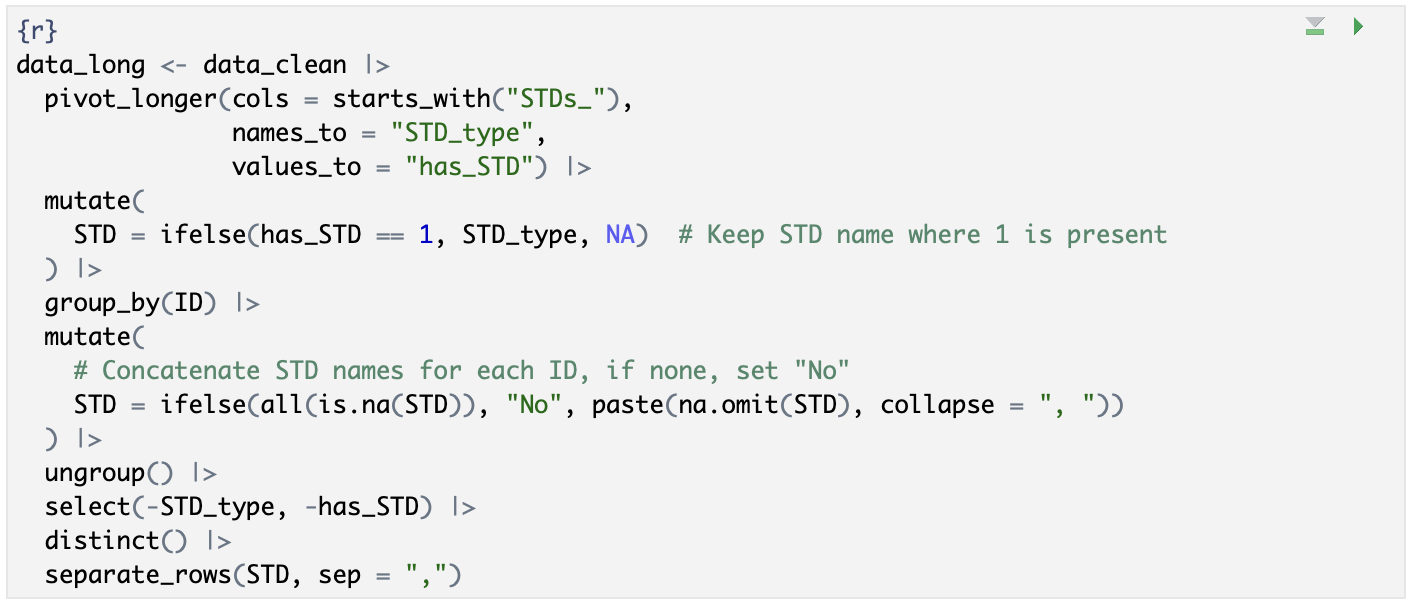 {r}
data_long <- data_clean |>
  pivot_longer(cols = starts_with("STDs_"),
               names_to = "STD_type",
               values_to = "has_STD") |>
  mutate(
    STD = ifelse(has_STD == 1, STD_type, NA)  # Keep STD name where 1 is present
  ) |>
  group_by(ID) |>
  mutate(
    # Concatenate STD names for each ID, if none, set "No"
    STD = ifelse(all(is.na(STD)), "No", paste(na.omit(STD), collapse = ", "))
  ) |>
  ungroup() |>
  select(-STD_type, -has_STD) |>
  distinct() |>
  separate_rows(STD, sep = ",")